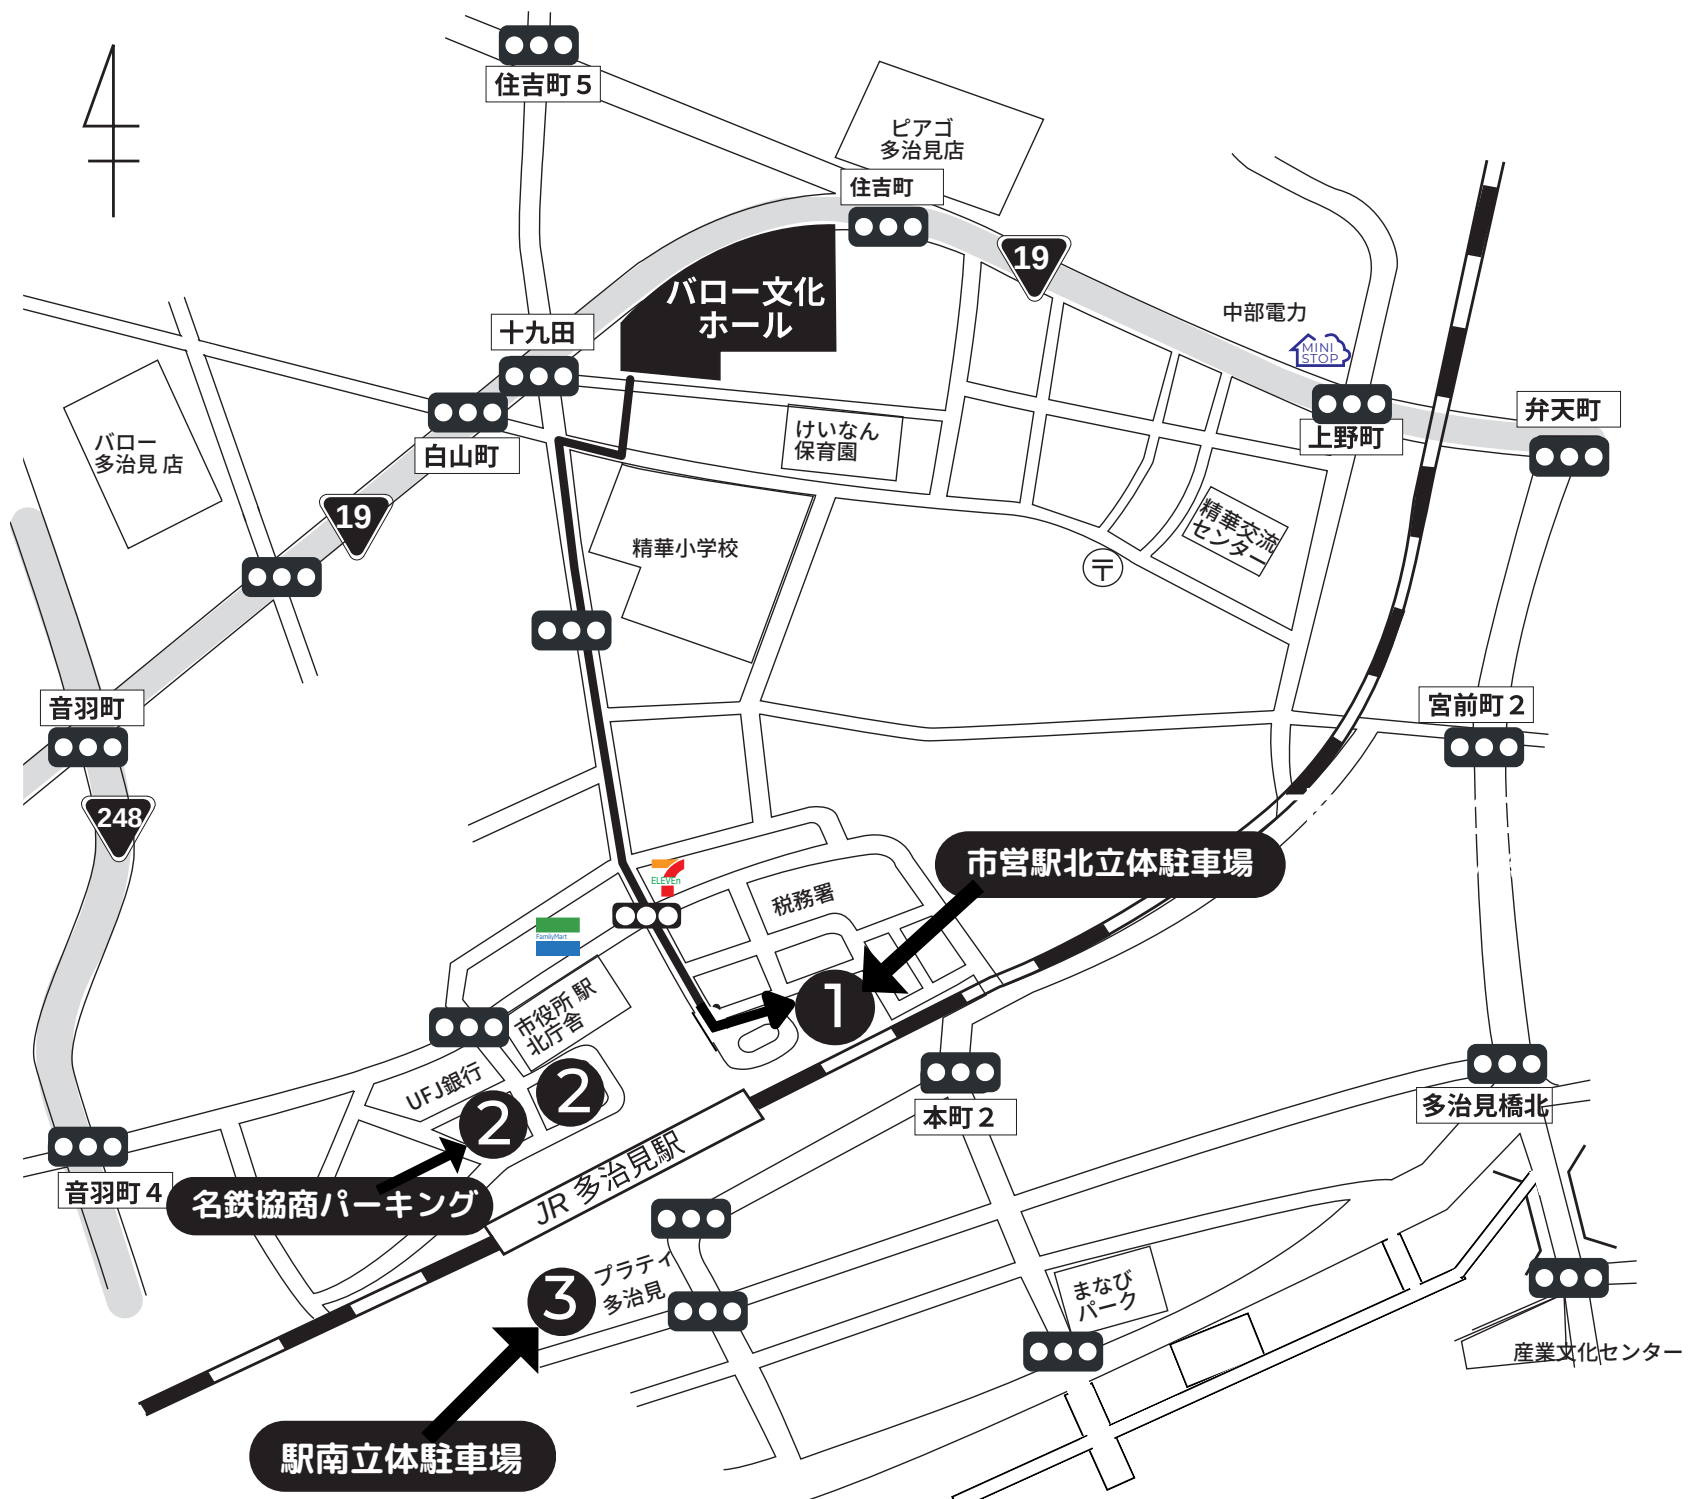 住吉町５
ピアゴ
多治見店
住吉町
19
バロー文化
ホール
中部電力
MINI
STOP
十九田
弁天町
上野町
バロー
多治見 店
白山町
けいなん
保育園
19
精華小学校
精華交流
センター
〒
音羽町
宮前町２
248
市営駅北立体駐車場
7
ELEVEn
税務署
FamilyMart
市役所 駅
北庁舎
1
UFJ銀行
2
2
多治見橋北
本町２
音羽町４
名鉄協商パーキング
JR 多治見駅
プラティ
多治見
3
まなび
パーク
産業文化センター
駅南立体駐車場